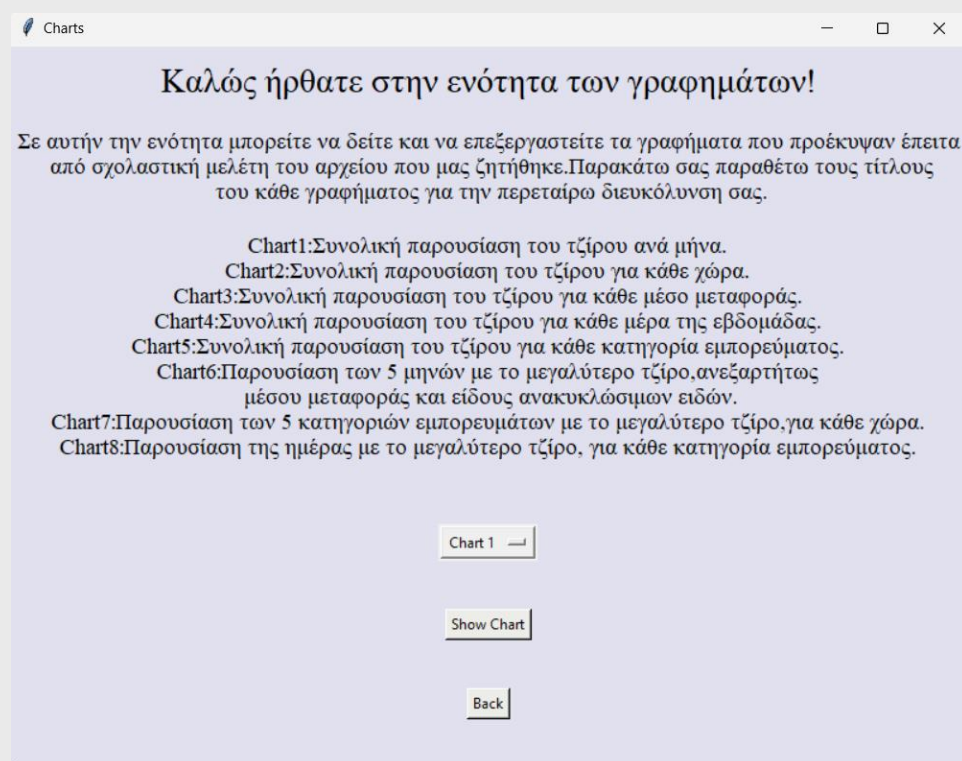 Charts
Καλώς ήρθατε στην ενότητα των γραφημάτων!
Σε αυτήν την ενότητα μπορείτε να δείτε και να επεξεργαστείτε τα γραφήματα που προέκυψαν έπειτα
από σχολαστική μελέτη του αρχείου που μας ζητήθηκε.Παρακάτω σας παραθέτω τους τίτλους
του κάθε γραφήματος για την περεταίρω διευκόλυνση σας.
Chart1:Συνολική παρουσίαση του τζίρου ανά μήνα.
Chart2:Συνολική παρουσίαση του τζίρου για κάθε χώρα.
Chart3:Συνολική παρουσίαση του τζίρου για κάθε μέσο μεταφοράς.
Chart4:Συνολική παρουσίαση του τζίρου για κάθε μέρα της εβδομάδας.
Chart5:Συνολική παρουσίαση του τζίρου για κάθε κατηγορία εμπορεύματος.
Chart6:Παρουσίαση των 5 μηνών με το μεγαλύτερο τζίρο,ανεξαρτήτως
μέσου μεταφοράς και είδους ανακυκλώσιμων ειδών.
Chart7:Παρουσίαση των 5 κατηγοριών εμπορευμάτων με το μεγαλύτερο τζίρο,για κάθε χώρα.
Chart8:Παρουσίαση της ημέρας με το μεγαλύτερο τζίρο, για κάθε κατηγορία εμπορεύματος.
Chart 1
Show Chart
Back